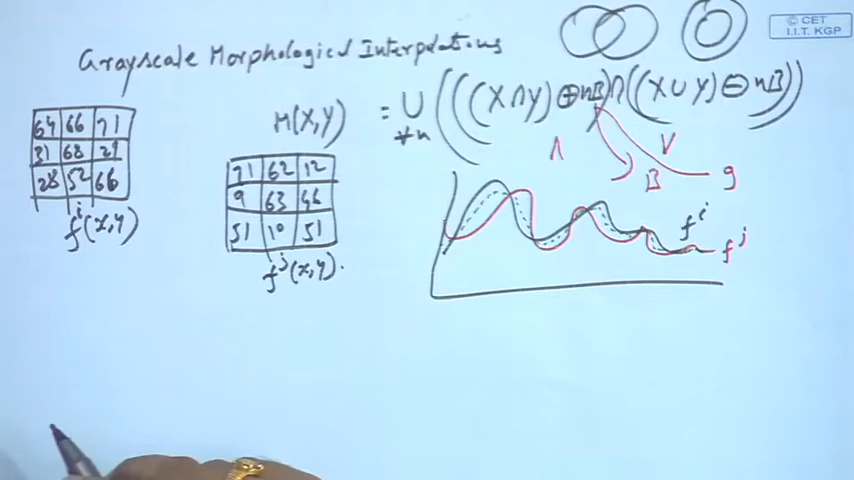 © CET
I.I.T. KGP
Grayscale Morphological Interpolations
M(X,Y) = ∪ ((((X∩Y) ⊕ nB) ∩ ((X ∪ Y) ⊖ nB)))
∀n
64 66 71
31 68 29
28 52 66
f^i(x,y)
71 62 12
9 63 46
51 10 51
f^j(x,y).
Λ V
B g
f^i
f^j